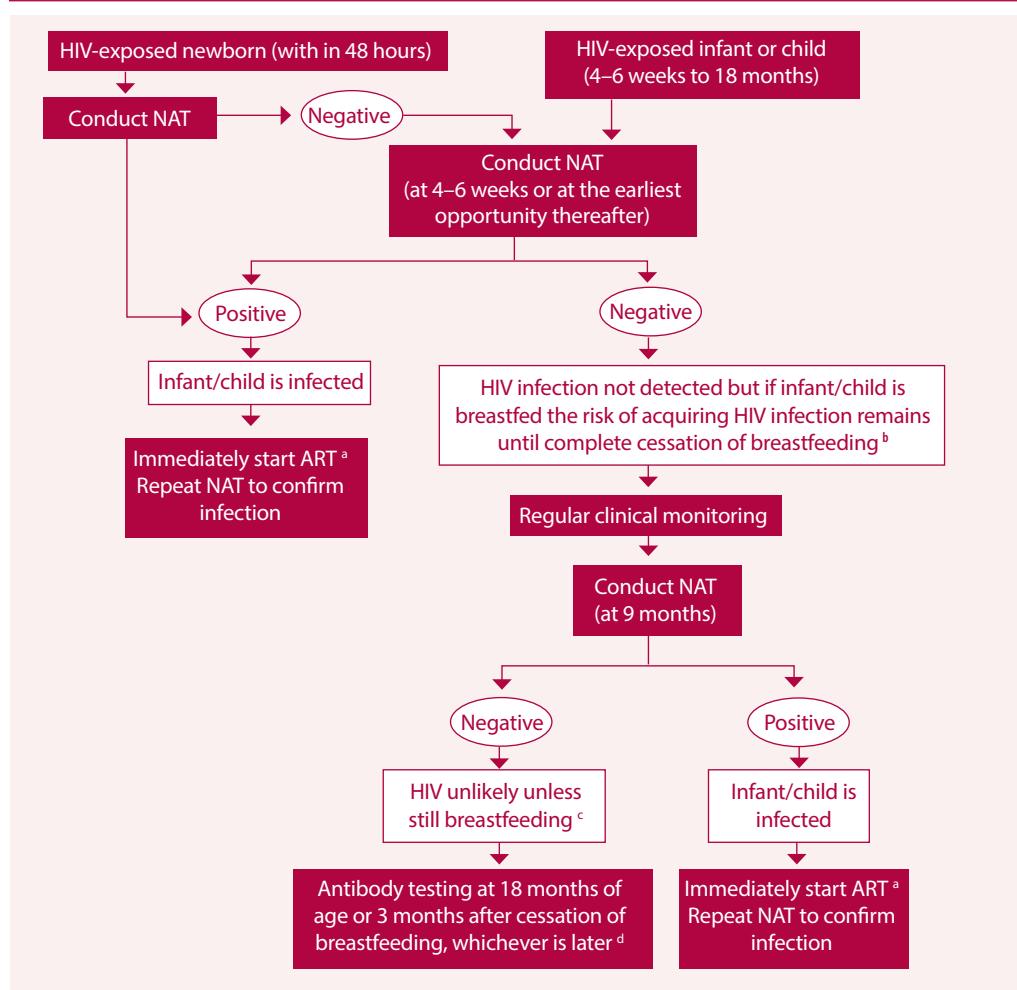 HIV-exposed newborn (with in 48 hours)
HIV-exposed infant or child
(4–6 weeks to 18 months)
Conduct NAT
Negative
Conduct NAT
(at 4–6 weeks or at the earliest
opportunity thereafter)
Positive
Negative
Infant/child is infected
HIV infection not detected but if infant/child is
breastfed the risk of acquiring HIV infection remains
until complete cessation of breastfeeding b
Immediately start ART a
Repeat NAT to confirm
infection
Regular clinical monitoring
Conduct NAT
(at 9 months)
Negative
Positive
HIV unlikely unless
still breastfeeding c
Infant/child is
infected
Antibody testing at 18 months of
age or 3 months after cessation of
breastfeeding, whichever is later d
Immediately start ART a
Repeat NAT to confirm
infection